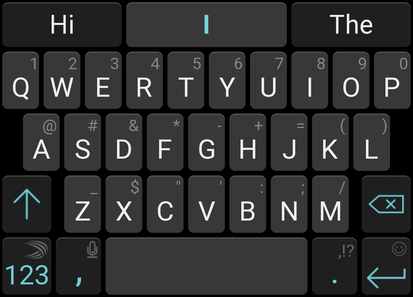 Hi I The
1 2 3 4 5 6 7 8 9 0
Q W E R T Y U I O P
@ # & * - + = ( )
A S D F G H J K L
_ $ " ' : ; /
Z X C V B N M
,!?
123 , .